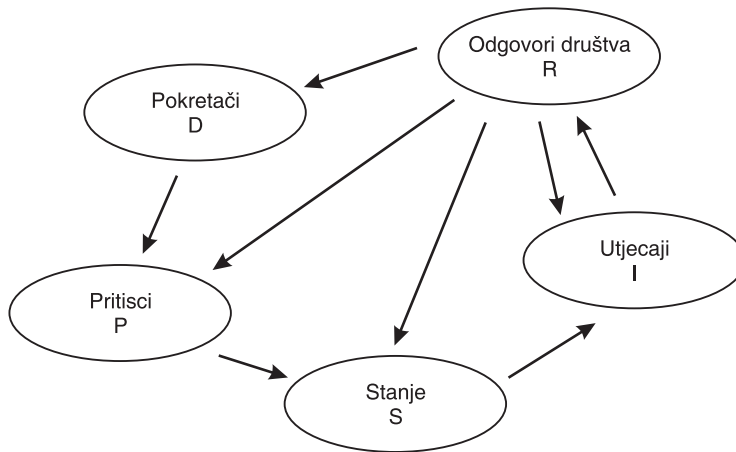 Odgovori društva
R
Pokretači
D
Utjecaji
I
Pritisci
P
Stanje
S